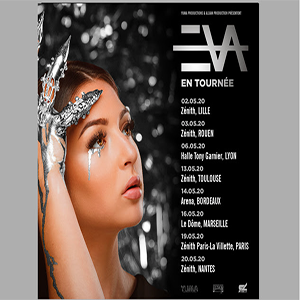 YUMA PRODUCTIONS & ALLIAN PRODUCTION PRÉSENTENT
EVA
EN TOURNÉE
02.05.20
Zénith, LILLE
03.05.20
Zénith, ROUEN
06.05.20
Halle Tony Garnier, LYON
13.05.20
Zénith, TOULOUSE
14.05.20
Arena, BORDEAUX
16.05.20
Le Dôme, MARSEILLE
19.05.20
Zénith Paris-La Villette, PARIS
20.05.20
Zénith, NANTES
YUMA